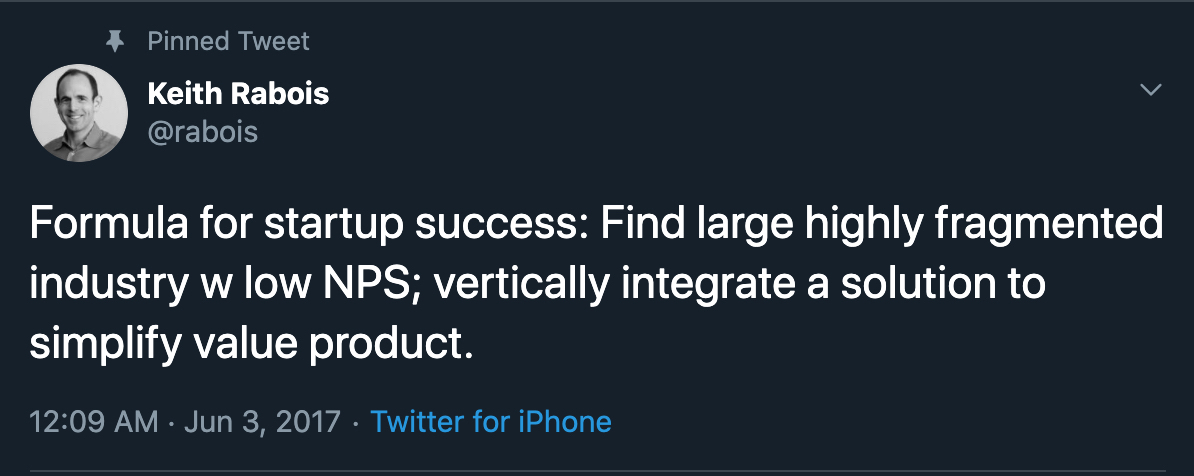 Pinned Tweet
Keith Rabois
@rabois
Formula for startup success: Find large highly fragmented
industry w low NPS; vertically integrate a solution to
simplify value product.
12:09 AM · Jun 3, 2017 · Twitter for iPhone